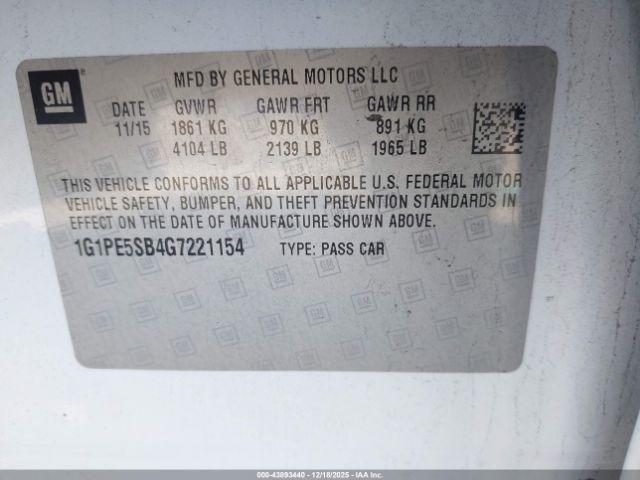 GM
MFD BY GENERAL MOTORS LLC
DATE GVWR GAWR FRT GAWR RR
11/15 1861 KG 970 KG 891 KG
4104 LB 2139 LB 1965 LB
THIS VEHICLE CONFORMS TO ALL APPLICABLE U.S. FEDERAL MOTOR
VEHICLE SAFETY, BUMPER, AND THEFT PREVENTION STANDARDS IN
EFFECT ON THE DATE OF MANUFACTURE SHOWN ABOVE.
1G1PE5SB4G7221154 TYPE: PASS CAR
000-43893440 - 12/18/2025 - IAA Inc.